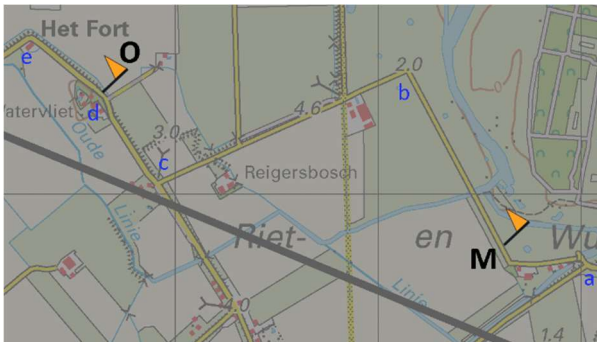 Het Fort
O
e
2.0
b
d
4.6
atervliet
Oude
3.0
c
Reigersbosch
Linie
Riet-
en
Wu
M
a
Linie
4.0
1.4